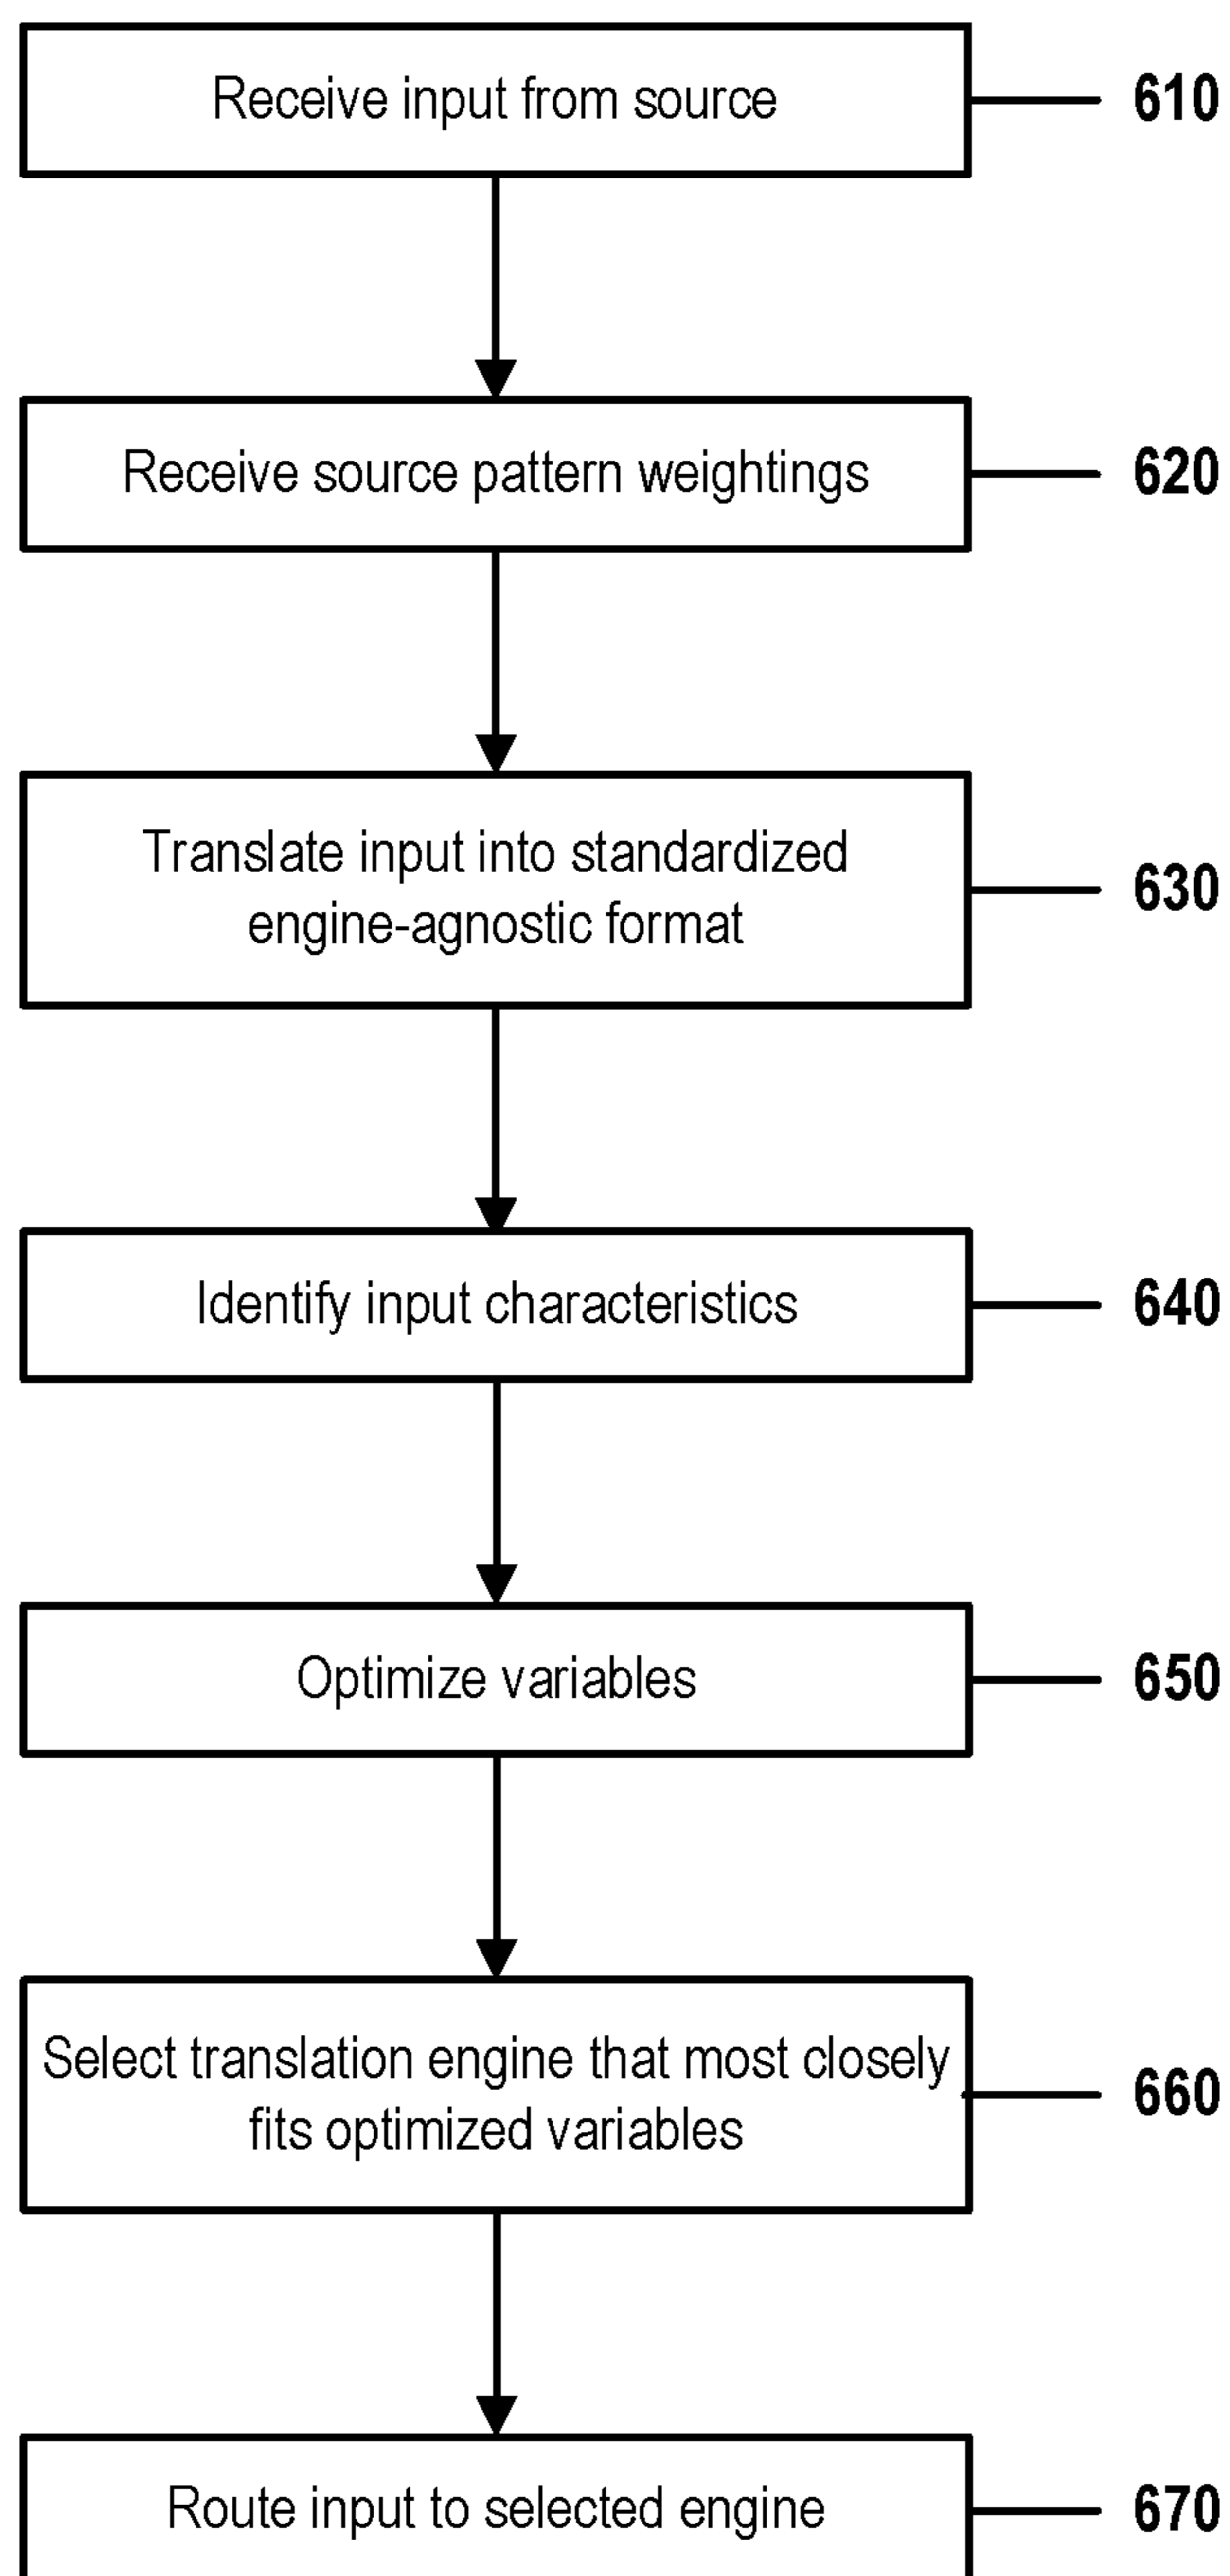 Receive input from source
610
Receive source pattern weightings
620
Translate input into standardized
engine-agnostic format
630
Identify input characteristics
640
Optimize variables
650
Select translation engine that most closely
fits optimized variables
660
Route input to selected engine
670